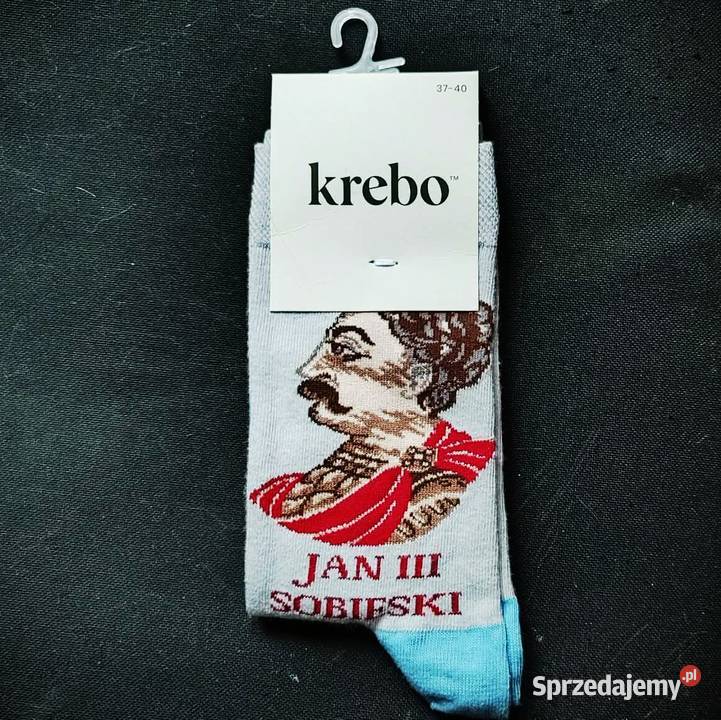 37-40
krebo™
JAN III
SOBIESKI
Sprzedajemy.pl